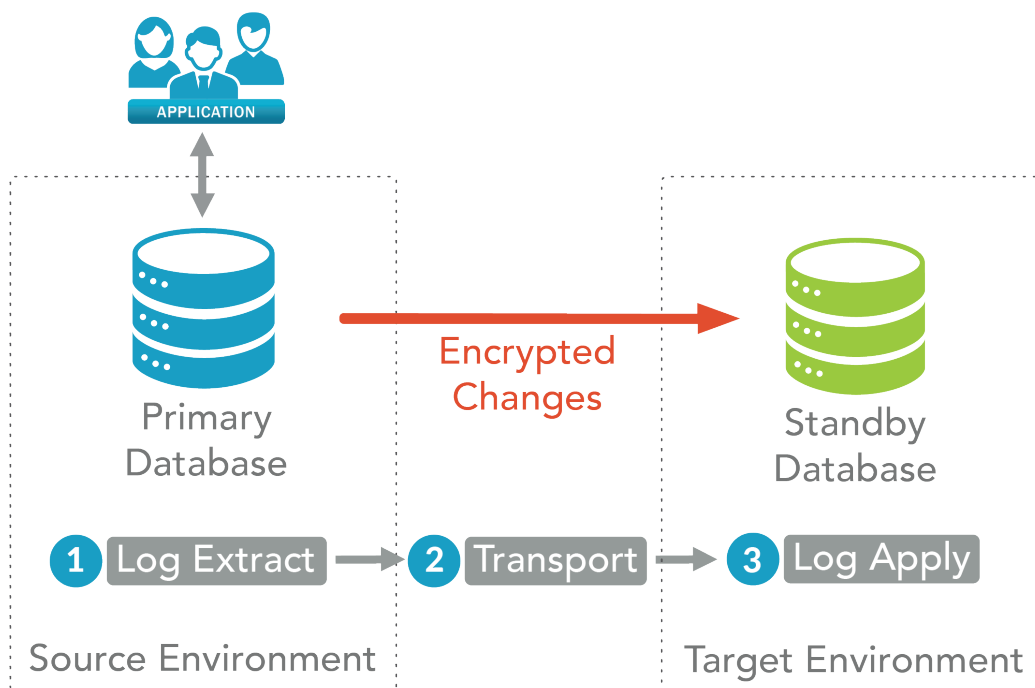 APPLICATION
Encrypted
Changes
Primary
Database
Standby
Database
1 Log Extract
2 Transport
3 Log Apply
Source Environment
Target Environment